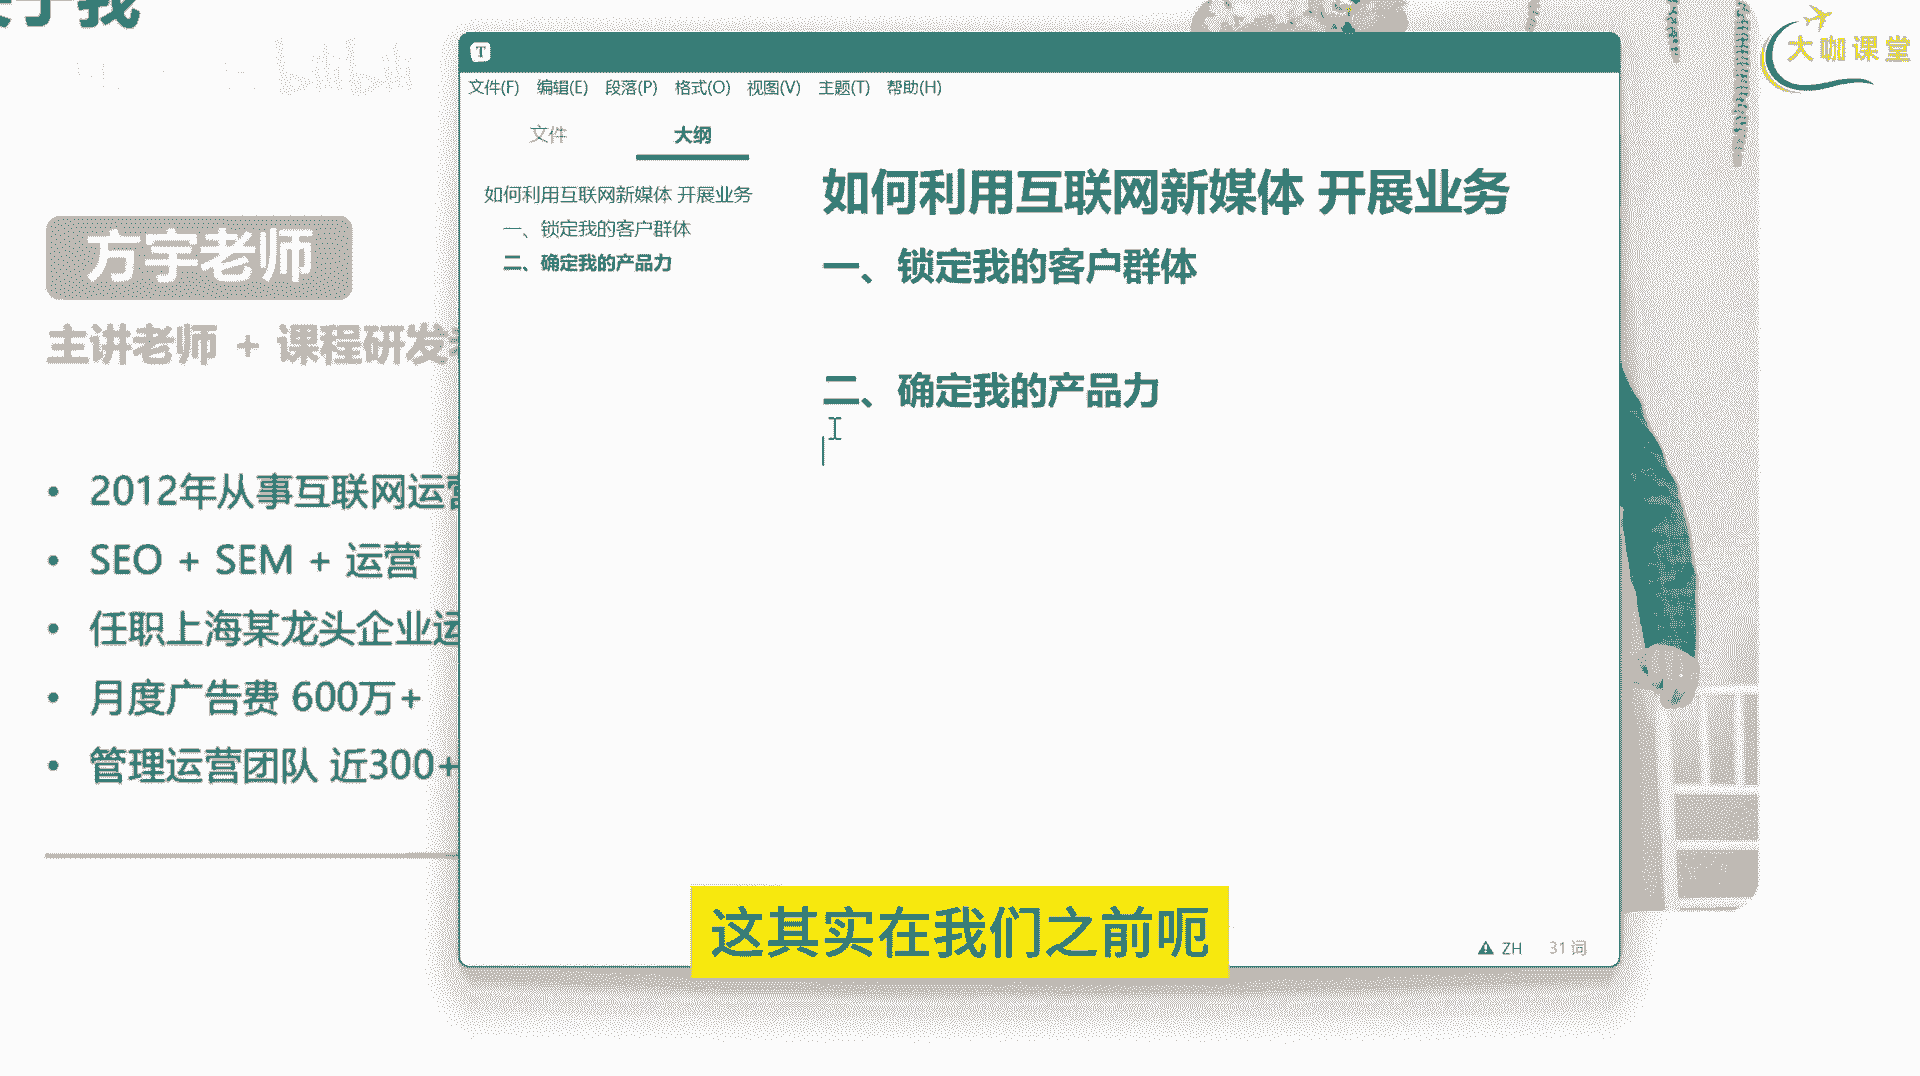 关于我
bilibili
大咖课堂
方宇老师
主讲老师 + 课程研发
• 2012年从事互联网运营
• SEO + SEM + 运营
• 任职上海某龙头企业运
• 月度广告费 600万+
• 管理运营团队 近300+
T
文件(F) 编辑(E) 段落(P) 格式(O) 视图(V) 主题(T) 帮助(H)
文件 大纲
如何利用互联网新媒体 开展业务
一、锁定我的客户群体
二、确定我的产品力
如何利用互联网新媒体 开展业务
一、锁定我的客户群体
二、确定我的产品力
ZH 31 词
这其实在我们之前呃